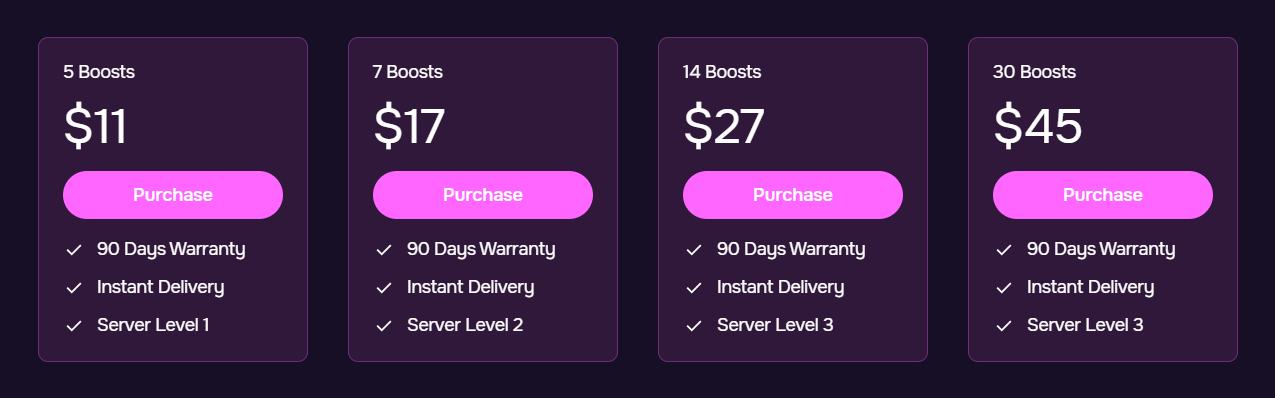 5 Boosts
$11
Purchase
90 Days Warranty
Instant Delivery
Server Level 1
7 Boosts
$17
Purchase
90 Days Warranty
Instant Delivery
Server Level 2
14 Boosts
$27
Purchase
90 Days Warranty
Instant Delivery
Server Level 3
30 Boosts
$45
Purchase
90 Days Warranty
Instant Delivery
Server Level 3